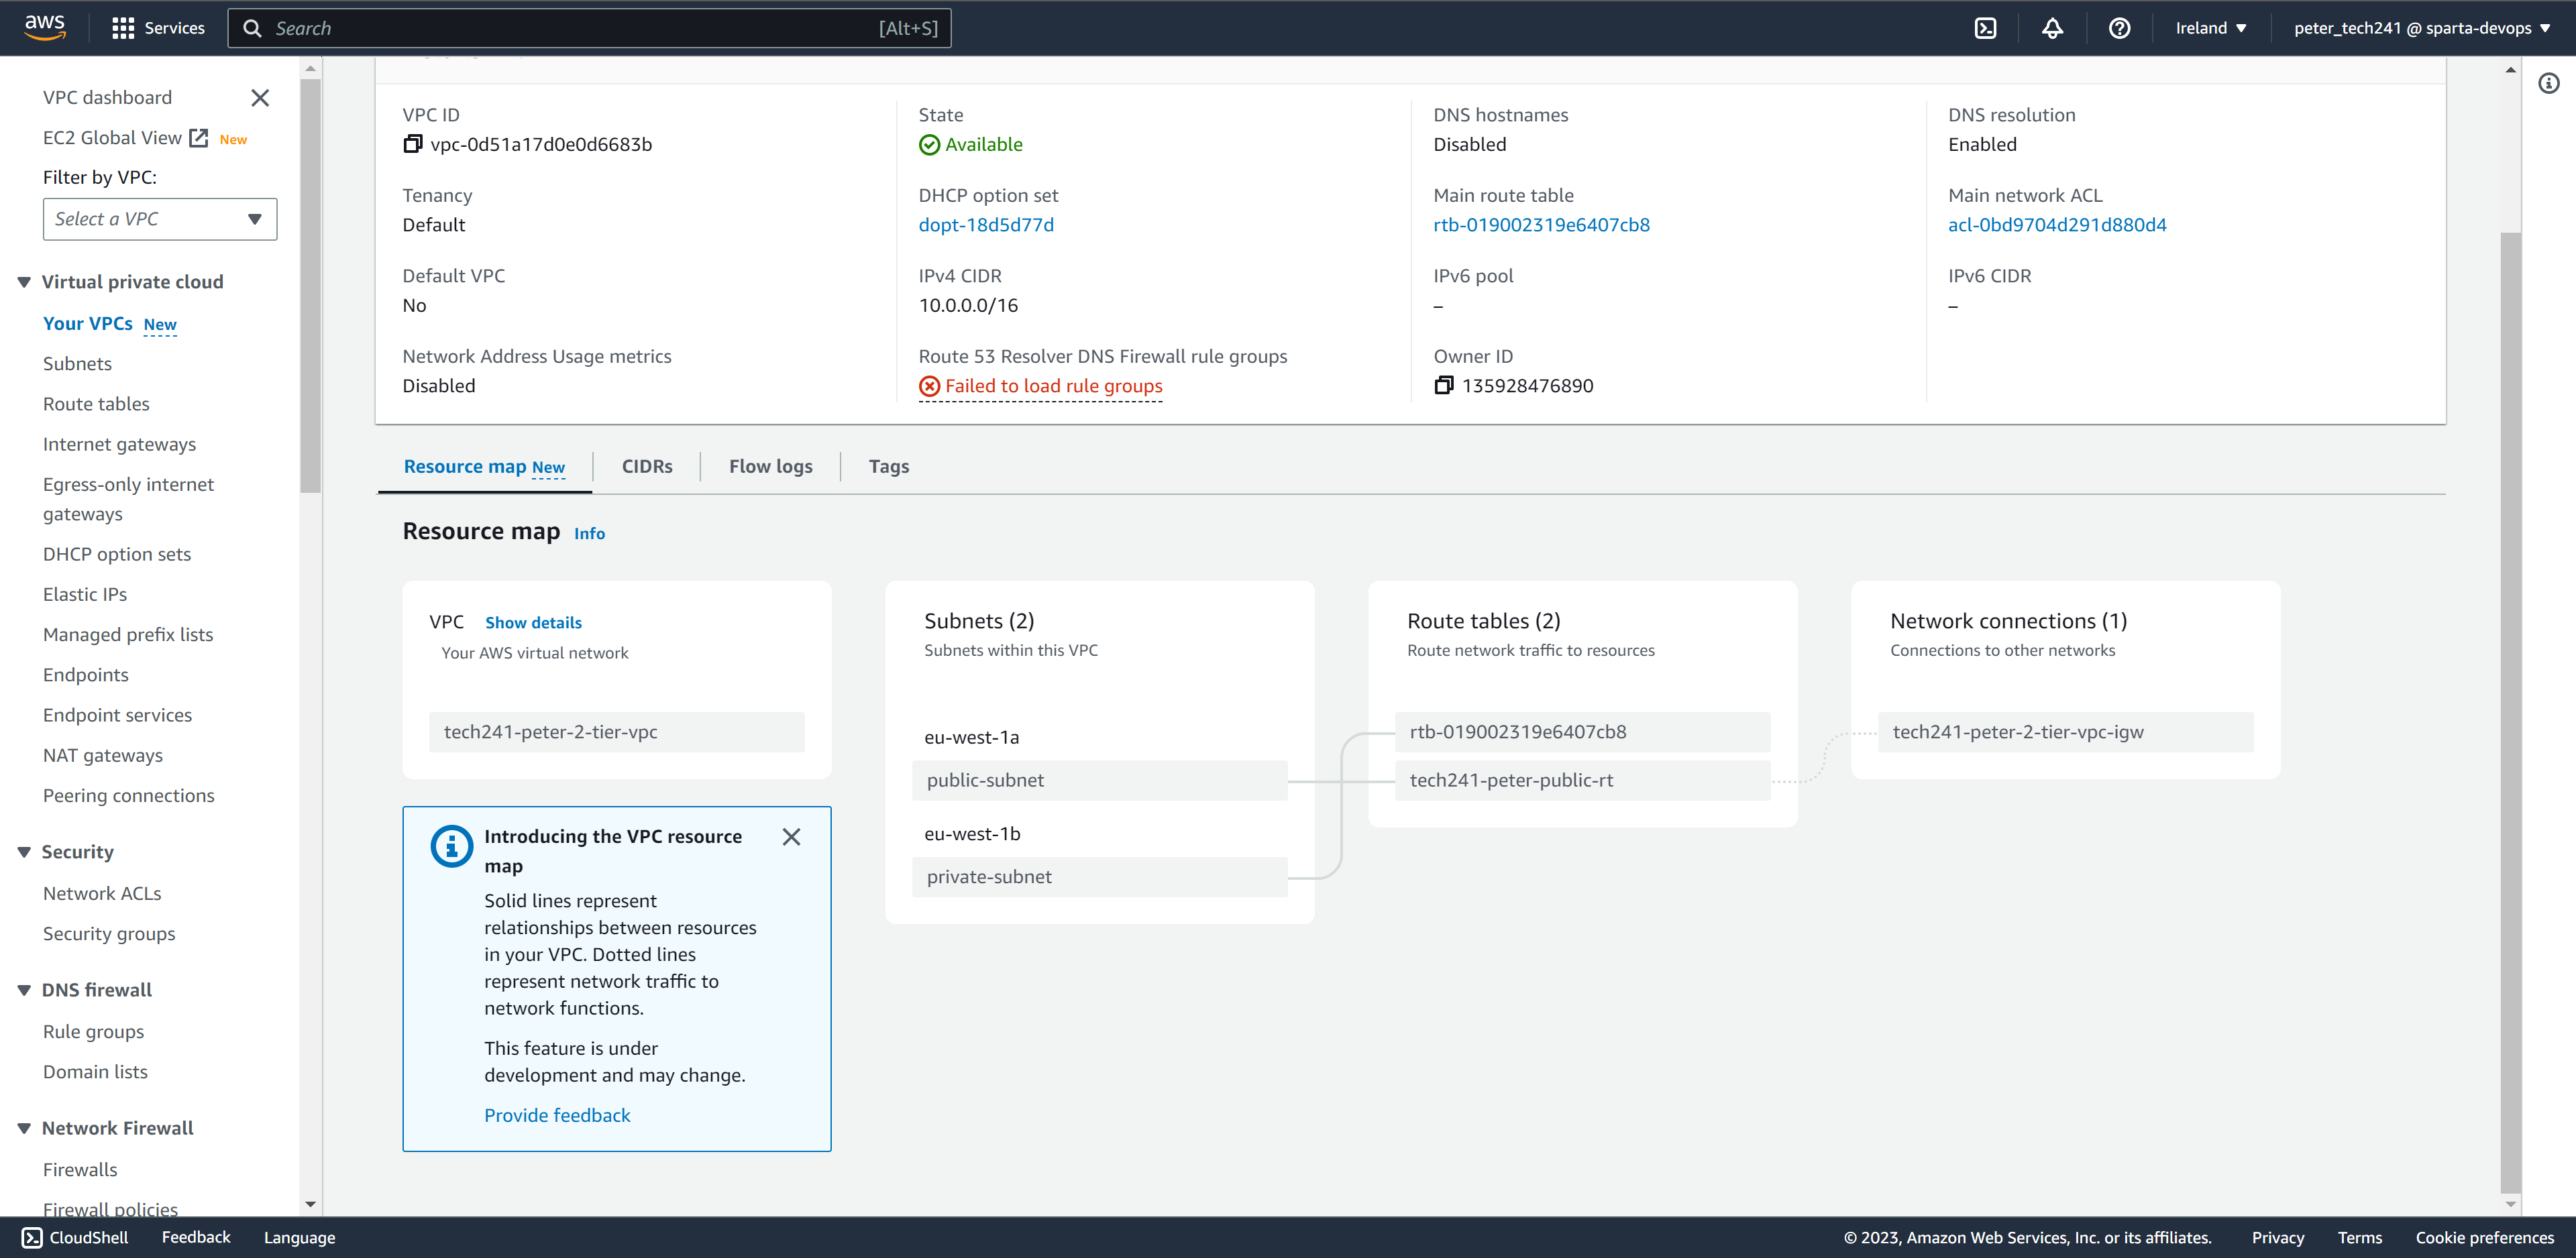 aws
Services
Search
[Alt+S]
Ireland
peter_tech241 @ sparta-devops
VPC dashboard
EC2 Global View New
Filter by VPC:
Select a VPC
Virtual private cloud
Your VPCs New
Subnets
Route tables
Internet gateways
Egress-only internet
gateways
DHCP option sets
Elastic IPs
Managed prefix lists
Endpoints
Endpoint services
NAT gateways
Peering connections
Security
Network ACLs
Security groups
DNS firewall
Rule groups
Domain lists
Network Firewall
Firewalls
Firewall policies
VPC ID
vpc-0d51a17d0e0d6683b
State
Available
DNS hostnames
Disabled
DNS resolution
Enabled
Tenancy
Default
DHCP option set
dopt-18d5d77d
Main route table
rtb-019002319e6407cb8
Main network ACL
acl-0bd9704d291d880d4
Default VPC
No
IPv4 CIDR
10.0.0.0/16
IPv6 pool
–
IPv6 CIDR
–
Network Address Usage metrics
Disabled
Route 53 Resolver DNS Firewall rule groups
Failed to load rule groups
Owner ID
135928476890
Resource map New
CIDRs
Flow logs
Tags
Resource map Info
VPC Show details
Your AWS virtual network
tech241-peter-2-tier-vpc
Introducing the VPC resource
map
Solid lines represent
relationships between resources
in your VPC. Dotted lines
represent network traffic to
network functions.
This feature is under
development and may change.
Provide feedback
Subnets (2)
Subnets within this VPC
eu-west-1a
public-subnet
eu-west-1b
private-subnet
Route tables (2)
Route network traffic to resources
rtb-019002319e6407cb8
tech241-peter-public-rt
Network connections (1)
Connections to other networks
tech241-peter-2-tier-vpc-igw
CloudShell
Feedback
Language
© 2023, Amazon Web Services, Inc. or its affiliates.
Privacy
Terms
Cookie preferences